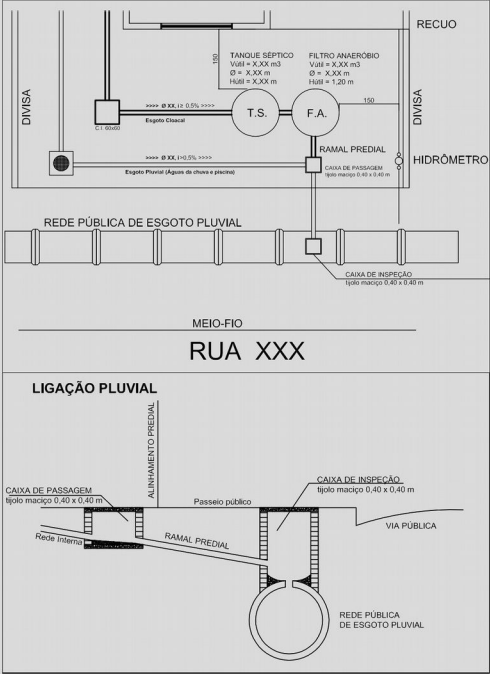 RECUO
TANQUE SÉPTICO
Vútil = X,XX m3
Ø = X,XX m
Hútil = X,XX m
FILTRO ANAERÓBIO
Vútil = X,XX m3
Ø = X,XX m
Hútil = 1,20 m
150
150
DIVISA
DIVISA
>>>> Ø XX, i≥ 0,5% >>>>
Esgoto Cloacal
C.I. 60x60
T.S.
F.A.
RAMAL PREDIAL
HIDRÔMETRO
>>>> Ø XX, i>0,5% >>>>
Esgoto Pluvial (Águas da chuva e piscina)
CAIXA DE PASSAGEM
tijolo maciço 0,40 x 0,40 m
REDE PÚBLICA DE ESGOTO PLUVIAL
CAIXA DE INSPEÇÃO
tijolo maciço 0,40 x 0,40 m
MEIO-FIO
RUA XXX
LIGAÇÃO PLUVIAL
ALINHAMENTO PREDIAL
CAIXA DE PASSAGEM
tijolo maciço 0,40 x 0,40 m
Passeio público
CAIXA DE INSPEÇÃO
tijolo maciço 0,40 x 0,40 m
VIA PÚBLICA
Rede Interna
RAMAL PREDIAL
REDE PÚBLICA
DE ESGOTO PLUVIAL